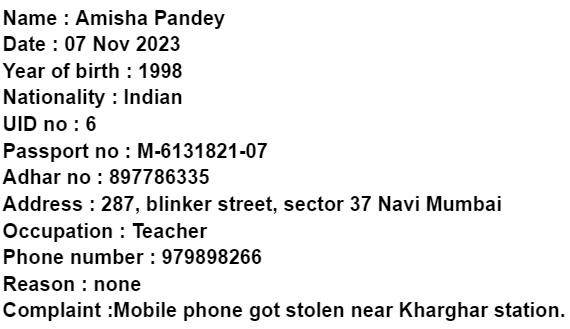 Name : Amisha Pandey
Date : 07 Nov 2023
Year of birth : 1998
Nationality : Indian
UID no : 6
Passport no : M-6131821-07
Adhar no : 897786335
Address : 287, blinker street, sector 37 Navi Mumbai
Occupation : Teacher
Phone number : 979898266
Reason : none
Complaint :Mobile phone got stolen near Kharghar station.